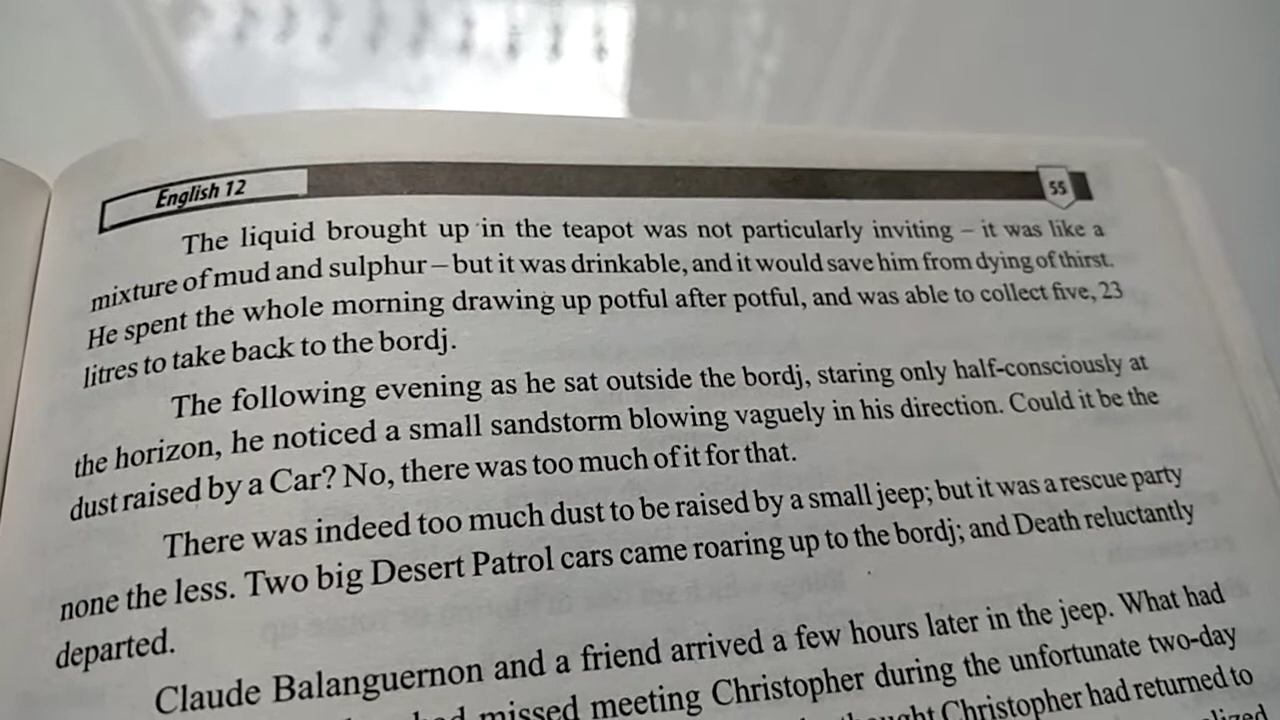 English 12
55
The liquid brought up in the teapot was not particularly inviting – it was like a
mixture of mud and sulphur – but it was drinkable, and it would save him from dying of thirst.
He spent the whole morning drawing up potful after potful, and was able to collect five, 23
litres to take back to the bordj.
The following evening as he sat outside the bordj, staring only half-consciously at
the horizon, he noticed a small sandstorm blowing vaguely in his direction. Could it be the
dust raised by a Car? No, there was too much of it for that.
There was indeed too much dust to be raised by a small jeep; but it was a rescue party
none the less. Two big Desert Patrol cars came roaring up to the bordj; and Death reluctantly
departed.
Claude Balanguernon and a friend arrived a few hours later in the jeep. What had
missed meeting Christopher during the unfortunate two-day
Christopher had returned to